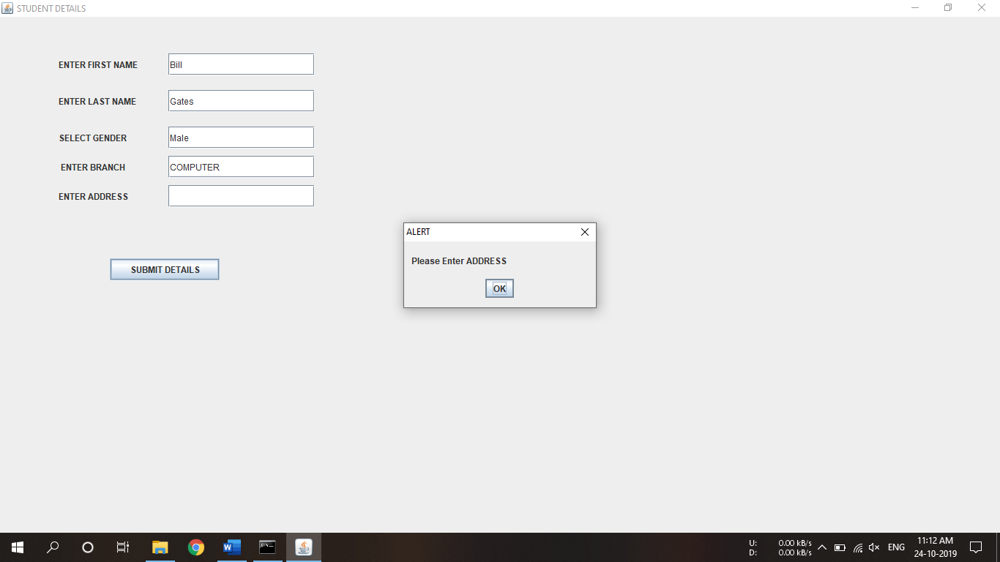 STUDENT DETAILS
ENTER FIRST NAME Bill
ENTER LAST NAME Gates
SELECT GENDER Male
ENTER BRANCH COMPUTER
ENTER ADDRESS
ALERT
Please Enter ADDRESS
OK
SUBMIT DETAILS
U: 0.00 kB/s
D: 0.00 kB/s
ENG
11:12 AM
24-10-2019